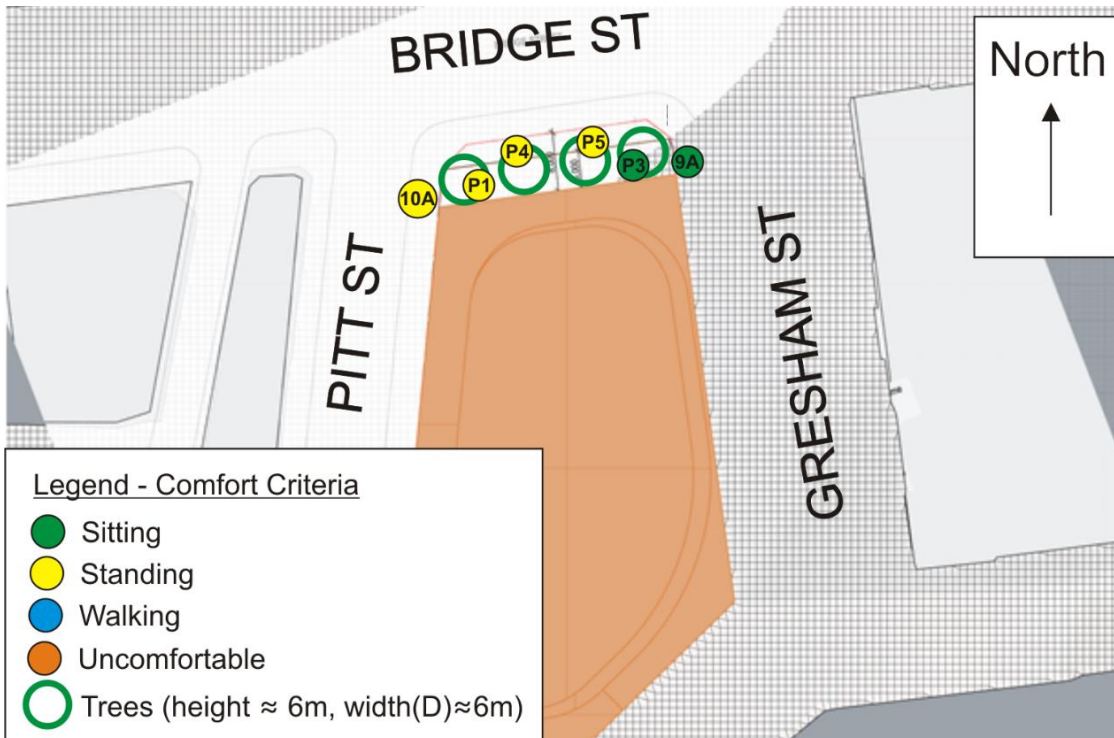 BRIDGE ST
North
P4
P5
9A
P3
P1
10A
PITT ST
GRESHAM ST
Legend - Comfort Criteria
Sitting
Standing
Walking
Uncomfortable
Trees (height ≈ 6m, width(D)≈6m)